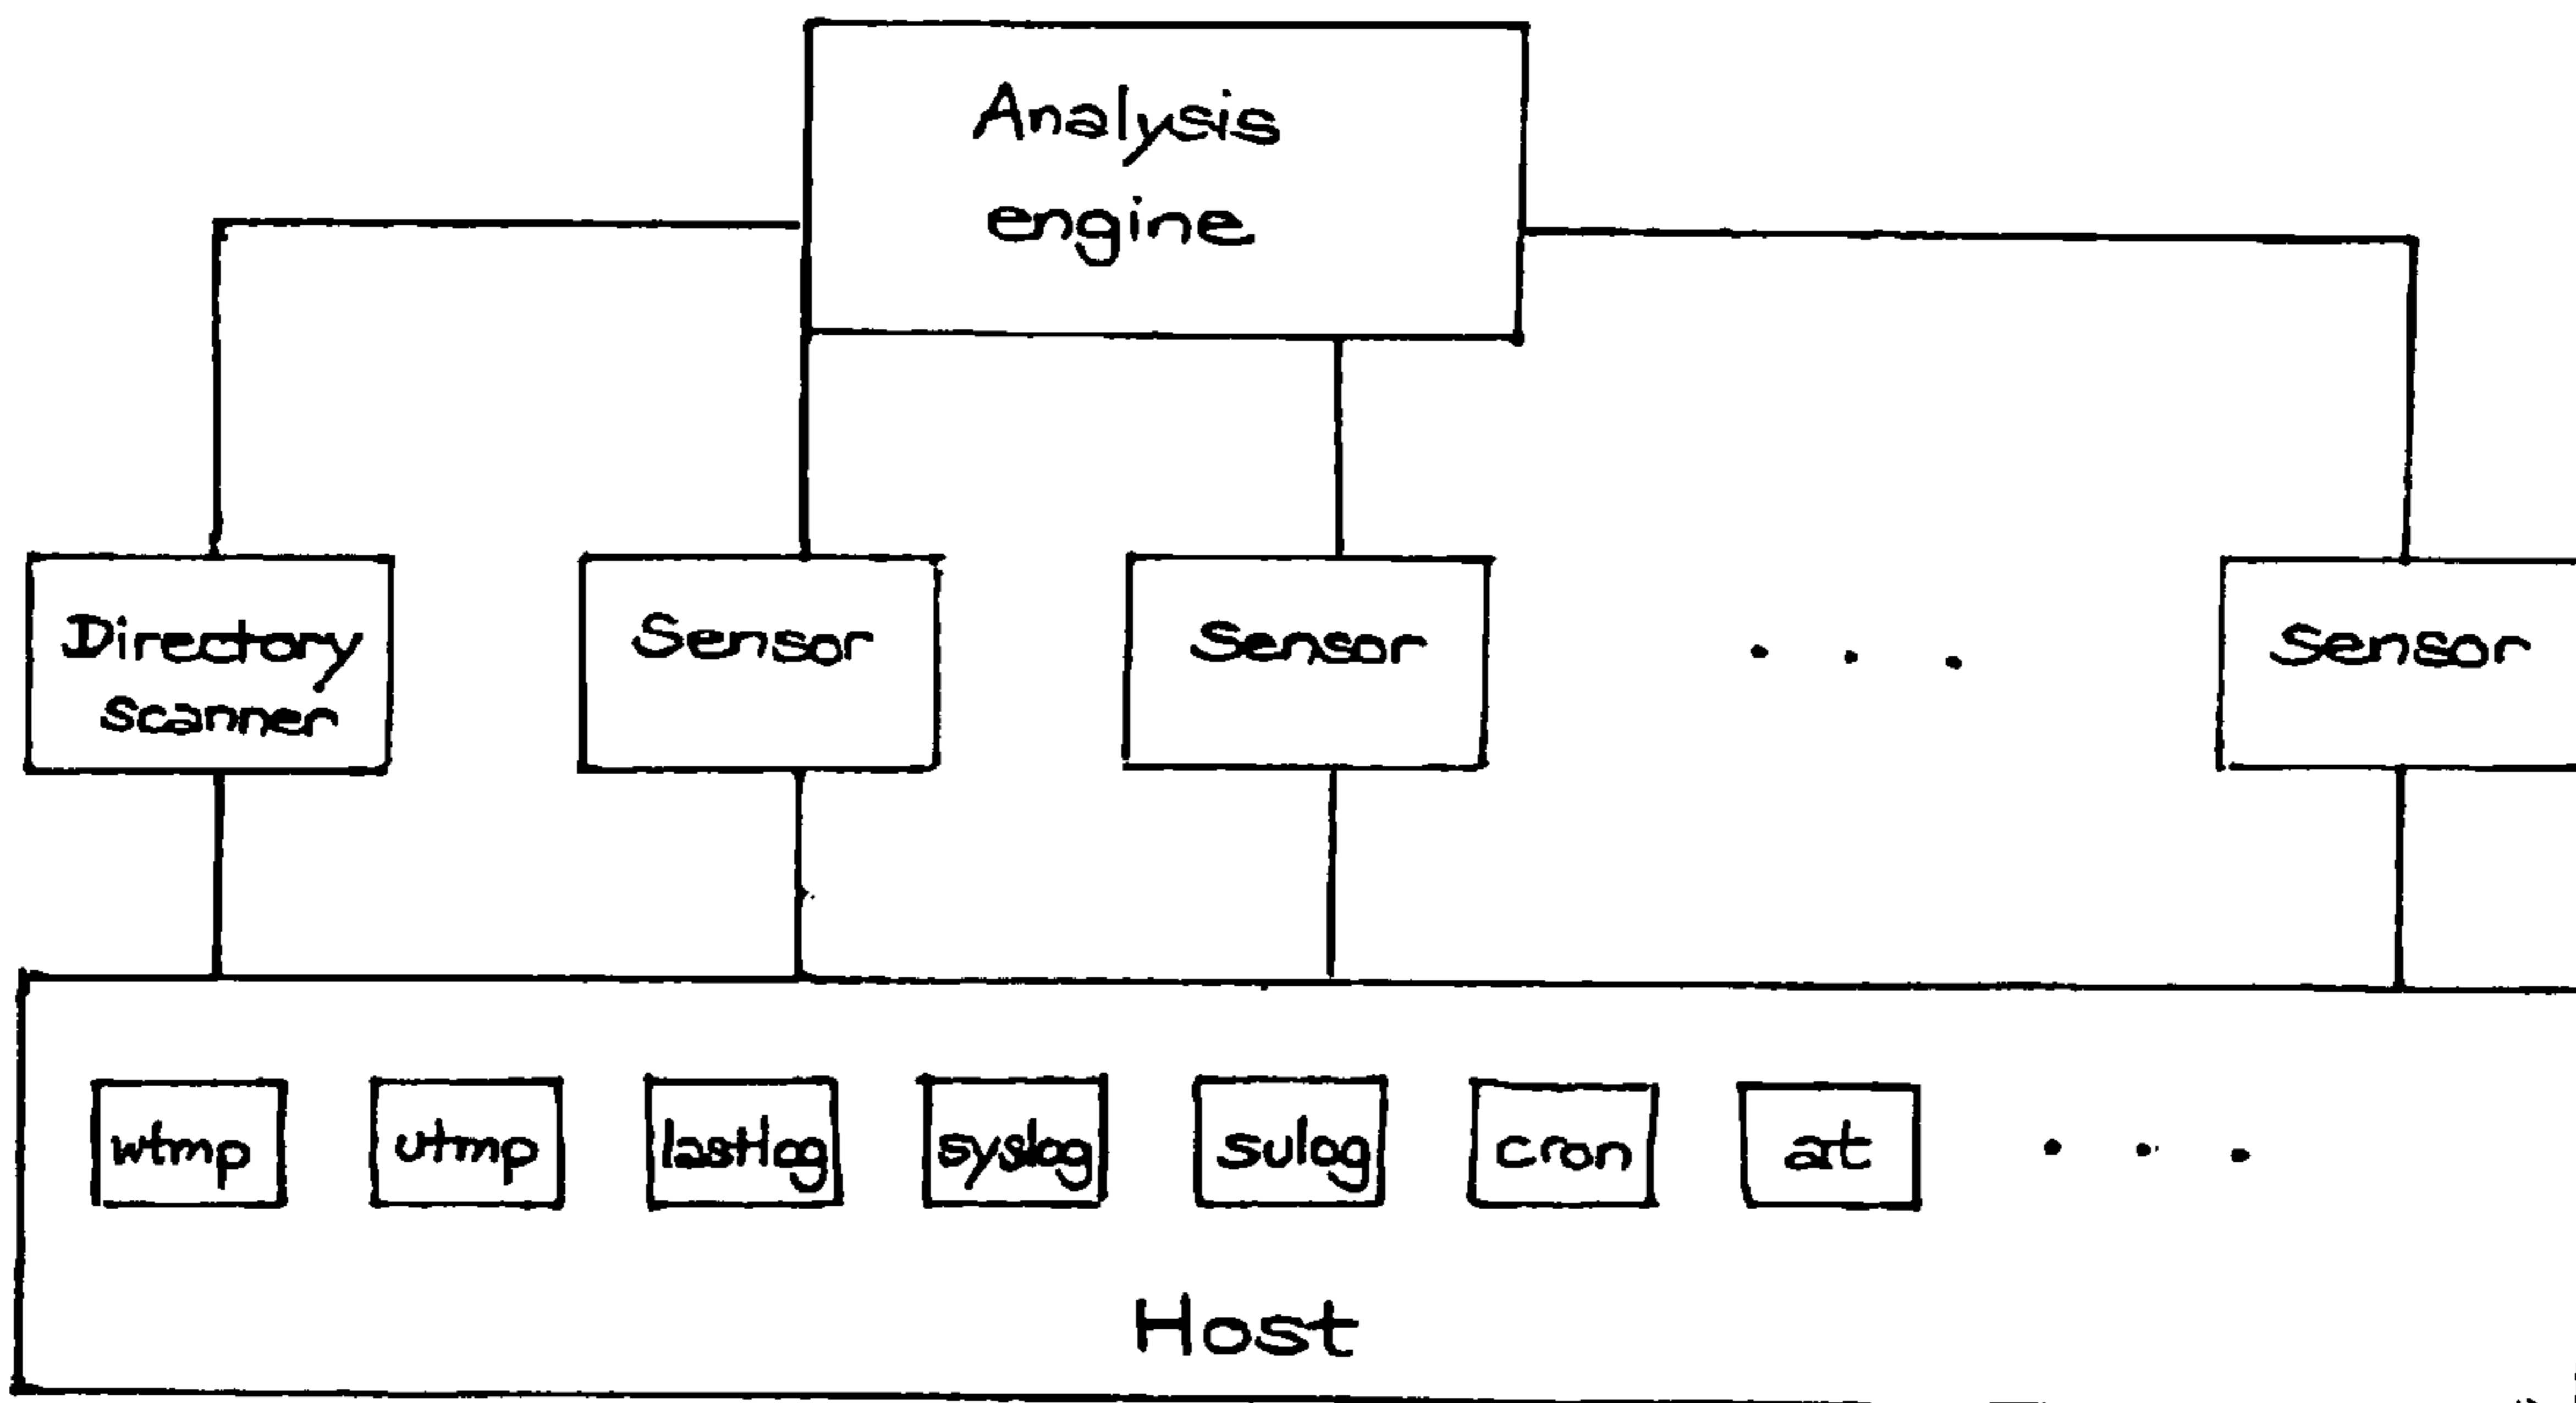 Analysis
engine
Directory
scanner
Sensor
Sensor
. . .
Sensor
wtmp
utmp
lastlog
syslog
sulog
cron
at
. . .
Host